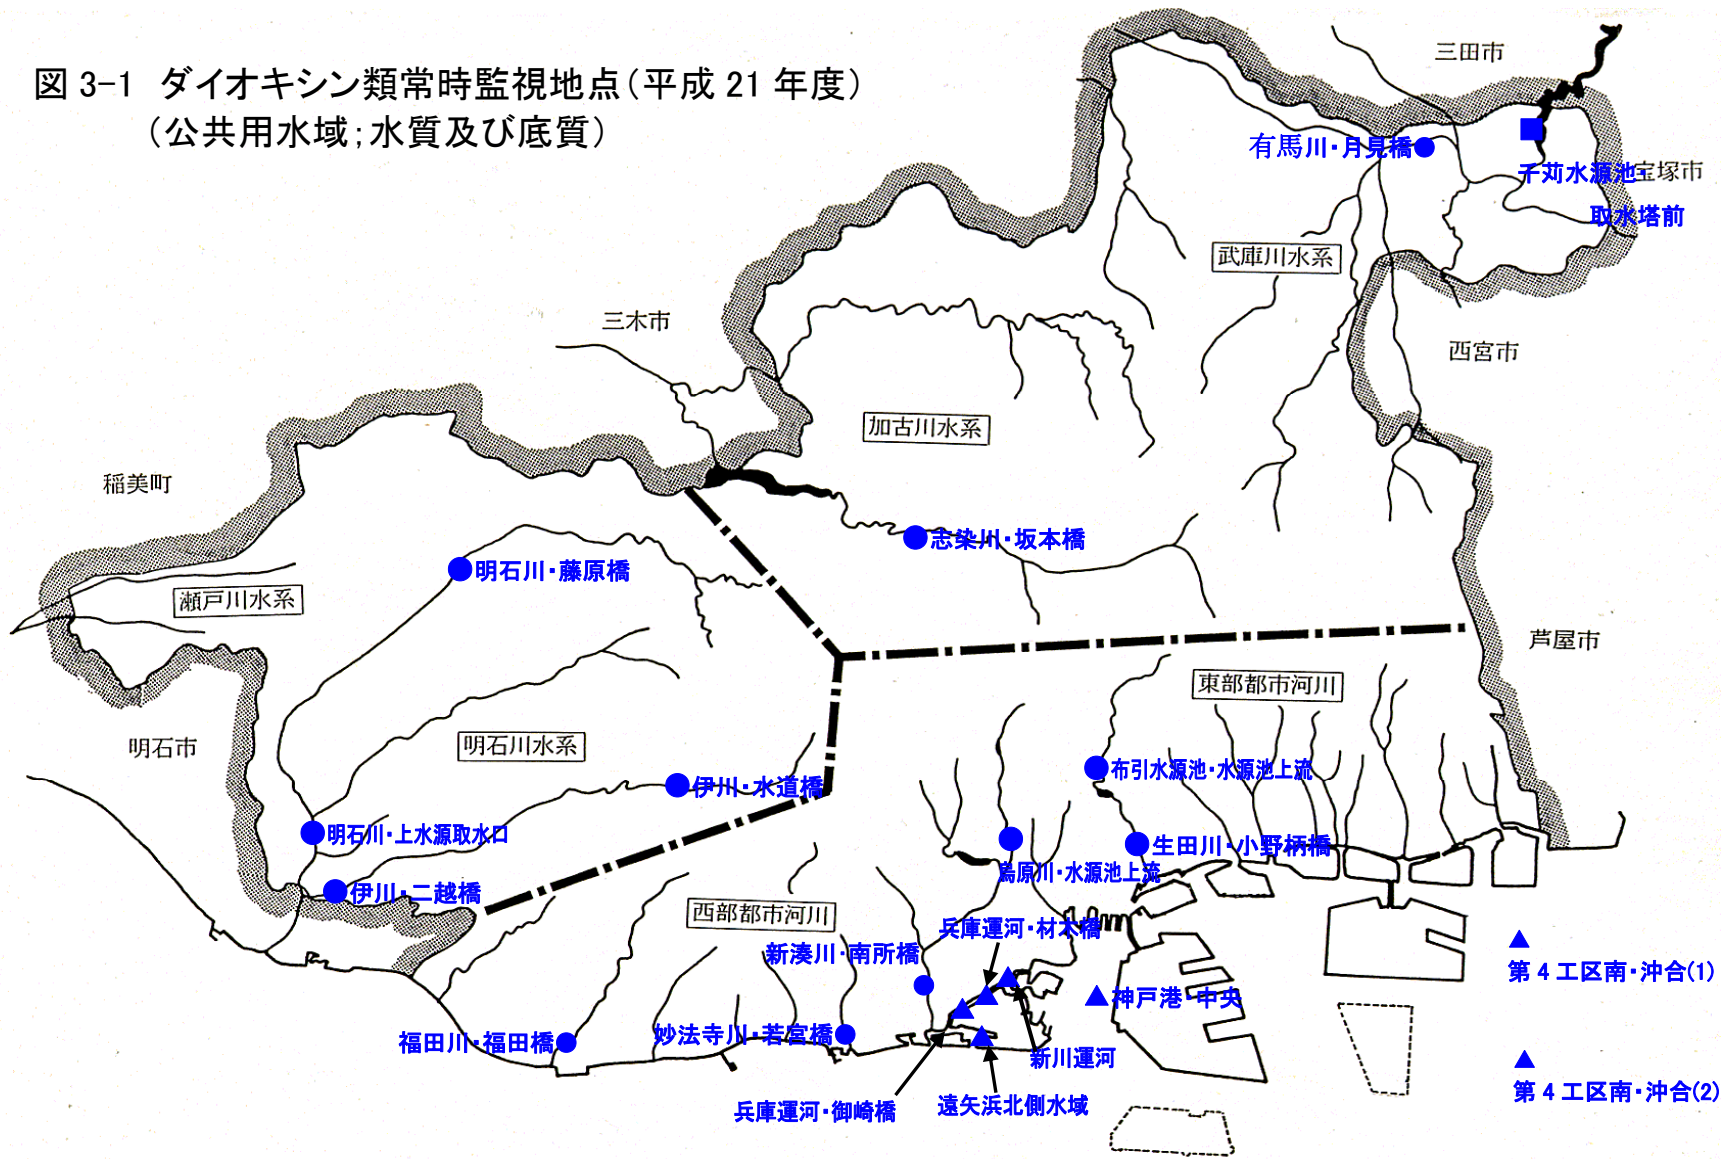 図 3-1 ダイオキシン類常時監視地点(平成 21 年度)
(公共用水域;水質及び底質)
三田市
有馬川・月見橋
千苅水源池・
取水塔前
宝塚市
武庫川水系
三木市
西宮市
加古川水系
稲美町
志染川・坂本橋
明石川・藤原橋
瀬戸川水系
芦屋市
東部都市河川
明石市
明石川水系
布引水源池・水源池上流
伊川・水道橋
明石川・上水源取水口
生田川・小野柄橋
烏原川・水源池上流
伊川・二越橋
西部都市河川
兵庫運河・材木橋
新湊川・南所橋
第4工区南・沖合(1)
神戸港・中央
妙法寺川・若宮橋
福田川・福田橋
新川運河
第4工区南・沖合(2)
兵庫運河・御崎橋
遠矢浜北側水域